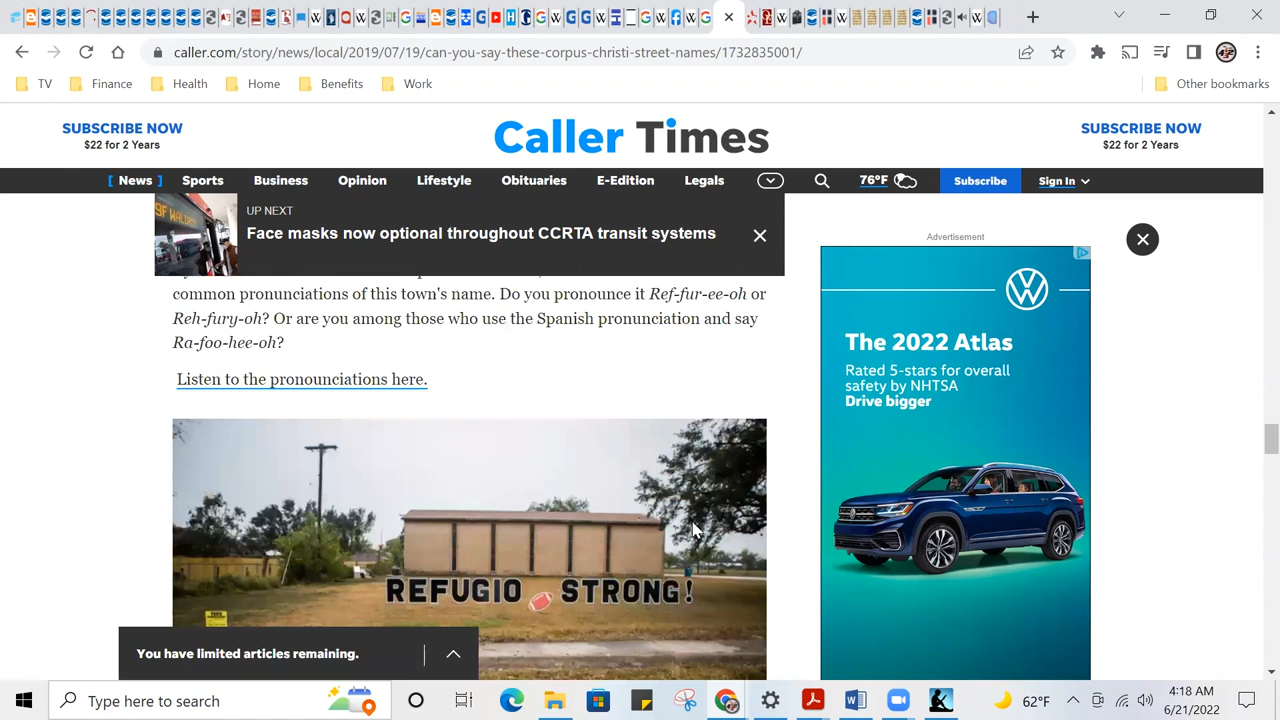 caller.com/story/news/local/2019/07/19/can-you-say-these-corpus-christi-street-names/1732835001/
TV Finance Health Home Benefits Work Other bookmarks
SUBSCRIBE NOW
$22 for 2 Years
Caller Times
SUBSCRIBE NOW
$22 for 2 Years
[ News ] Sports Business Opinion Lifestyle Obituaries E-Edition Legals 76°F Subscribe Sign In
9F WALDRON
UP NEXT
Face masks now optional throughout CCRTA transit systems
common pronunciations of this town's name. Do you pronounce it Ref-fur-ee-oh or
Reh-fury-oh? Or are you among those who use the Spanish pronunciation and say
Ra-foo-hee-oh?
Listen to the pronounciations here.
REFUGIO STRONG!
You have limited articles remaining.
Advertisement
The 2022 Atlas
Rated 5-stars for overall
safety by NHTSA
Drive bigger
Type here to search
62°F
4:18 AM
6/21/2022